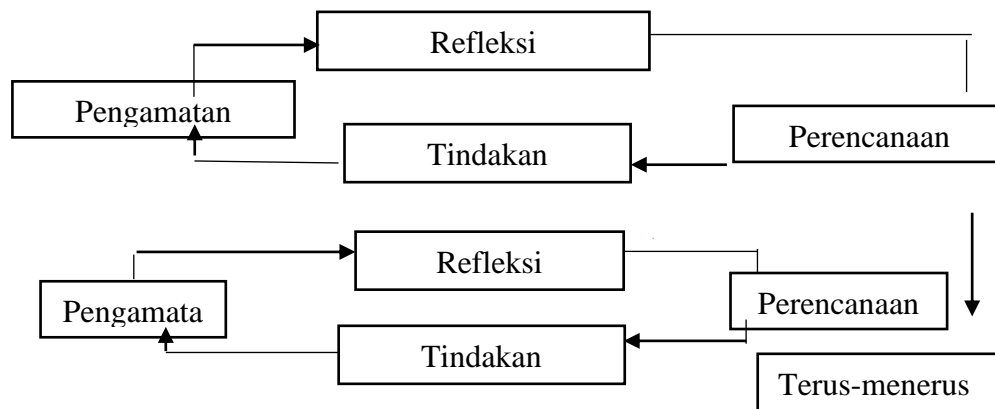 Refleksi
Pengamatan
Perencanaan
Tindakan
Refleksi
Pengamata
Perencanaan
Tindakan
Terus-menerus